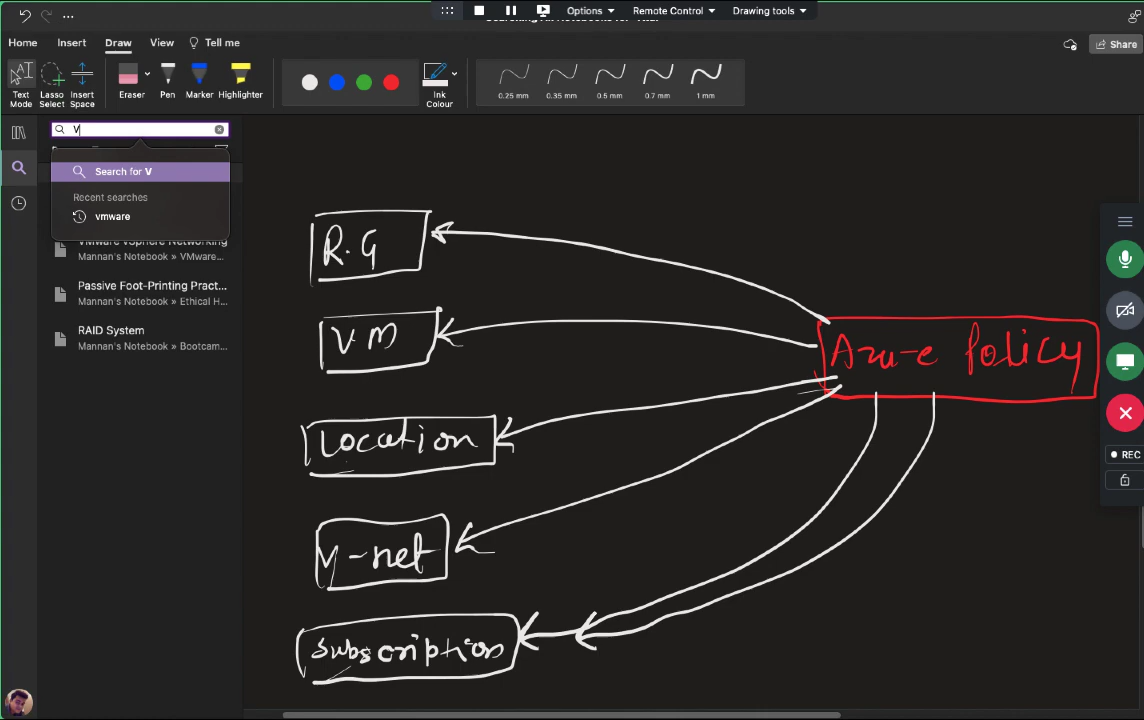 Options
Remote Control
Drawing tools
Home
Insert
Draw
View
Tell me
Share
Text Mode
Lasso Select
Insert Space
Eraser
Pen
Marker
Highlighter
Ink Colour
0.25 mm
0.35 mm
0.5 mm
0.7 mm
1 mm
V
Search for V
Recent searches
vmware
VMware vSphere Networking
Mannan's Notebook » VMware...
Passive Foot-Printing Pract...
Mannan's Notebook » Ethical H...
RAID System
Mannan's Notebook » Bootcam...
R.G
VM
Location
V-net
Subscription
Azure Policy
REC